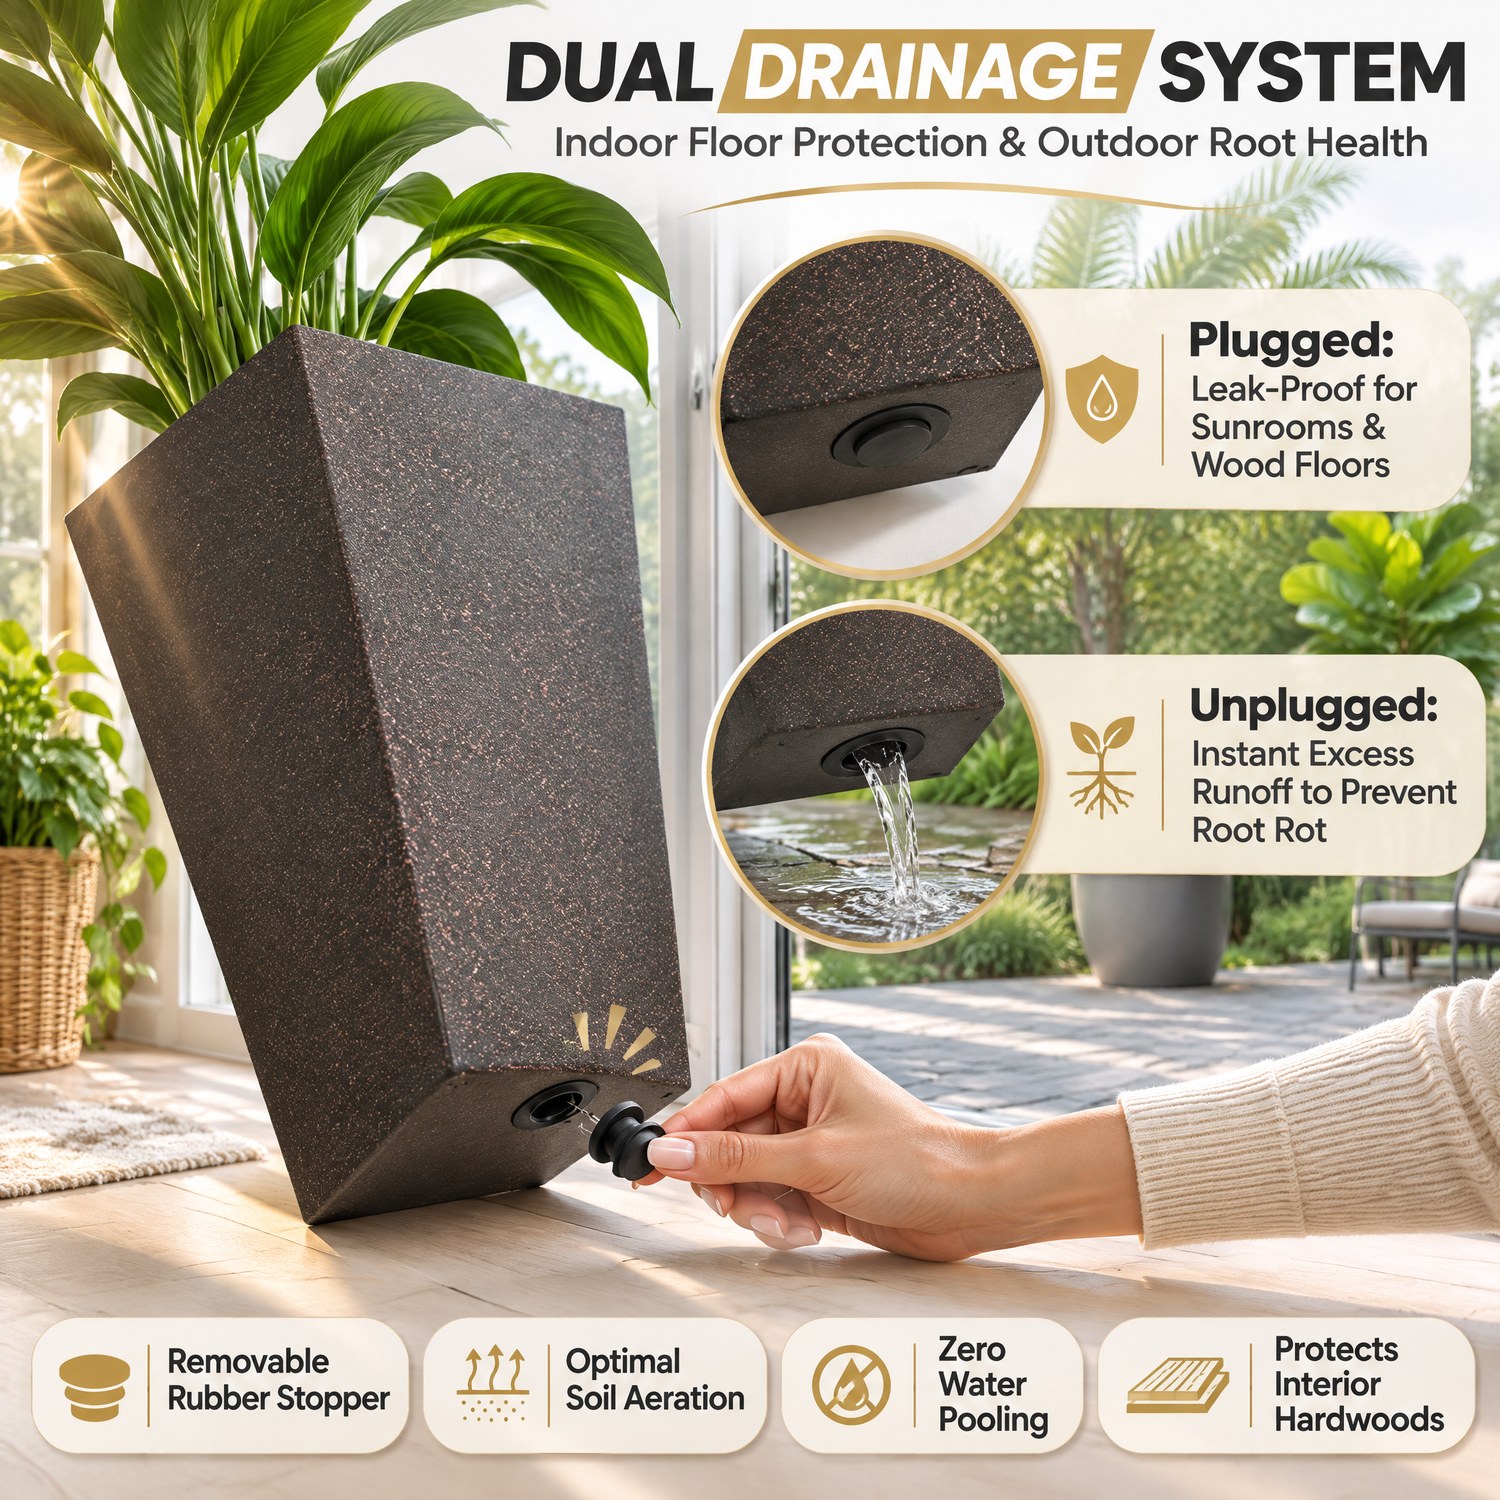 DUAL DRAINAGE SYSTEM
Indoor Floor Protection & Outdoor Root Health
Plugged:
Leak-Proof for
Sunrooms &
Wood Floors
Unplugged:
Instant Excess
Runoff to Prevent
Root Rot
Removable
Rubber Stopper
Optimal
Soil Aeration
Zero
Water
Pooling
Protects
Interior
Hardwoods